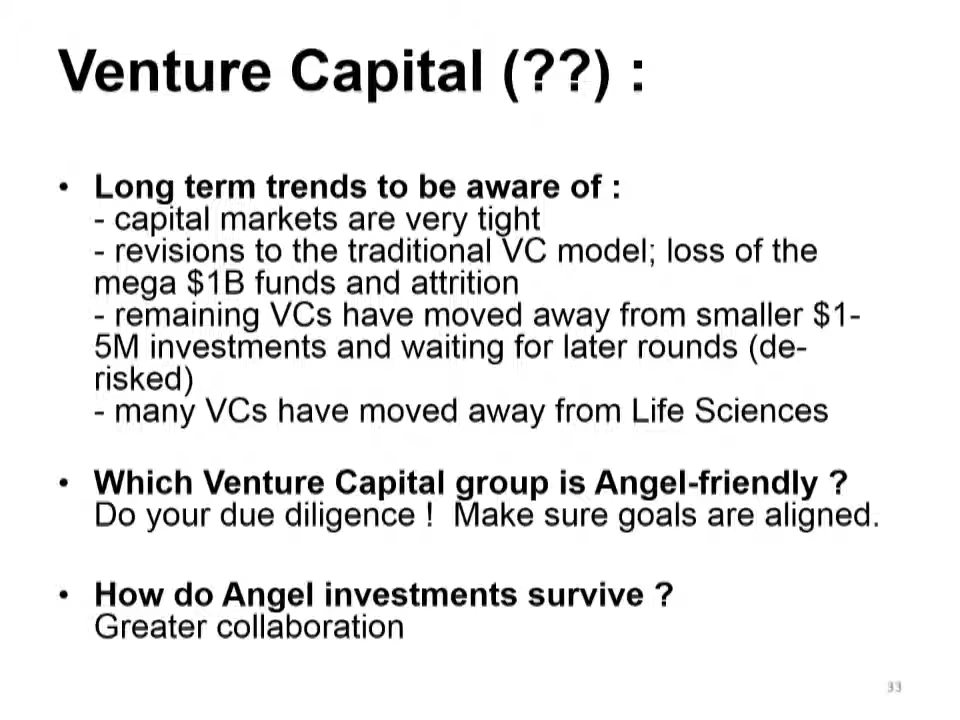 Venture Capital (??) :
• Long term trends to be aware of :
- capital markets are very tight
- revisions to the traditional VC model; loss of the
mega $1B funds and attrition
- remaining VCs have moved away from smaller $1-
5M investments and waiting for later rounds (de-
risked)
- many VCs have moved away from Life Sciences
• Which Venture Capital group is Angel-friendly ?
Do your due diligence ! Make sure goals are aligned.
• How do Angel investments survive ?
Greater collaboration
33